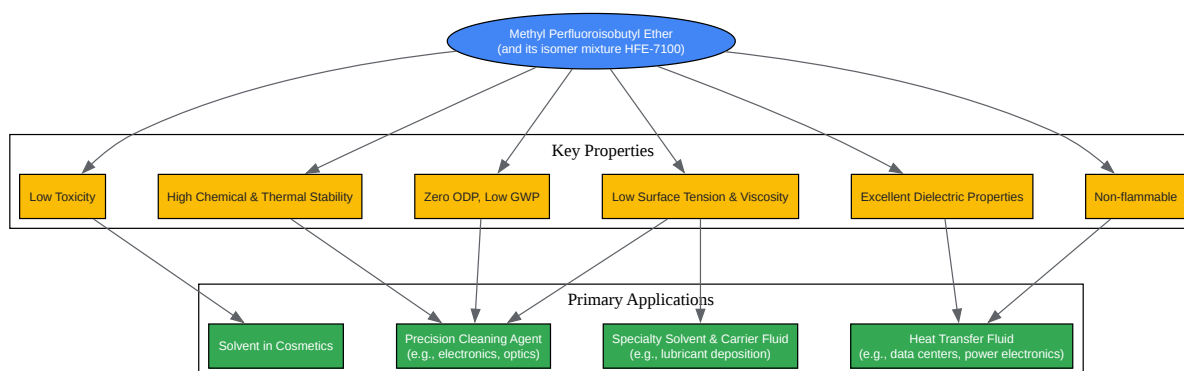 Methyl Perfluoroisobutyl Ether
(and its isomer mixture HFE-7100)
Key Properties
Low Toxicity
High Chemical & Thermal Stability
Zero ODP, Low GWP
Low Surface Tension & Viscosity
Excellent Dielectric Properties
Non-flammable
Primary Applications
Solvent in Cosmetics
Precision Cleaning Agent
(e.g., electronics, optics)
Specialty Solvent & Carrier Fluid
(e.g., lubricant deposition)
Heat Transfer Fluid
(e.g., data centers, power electronics)